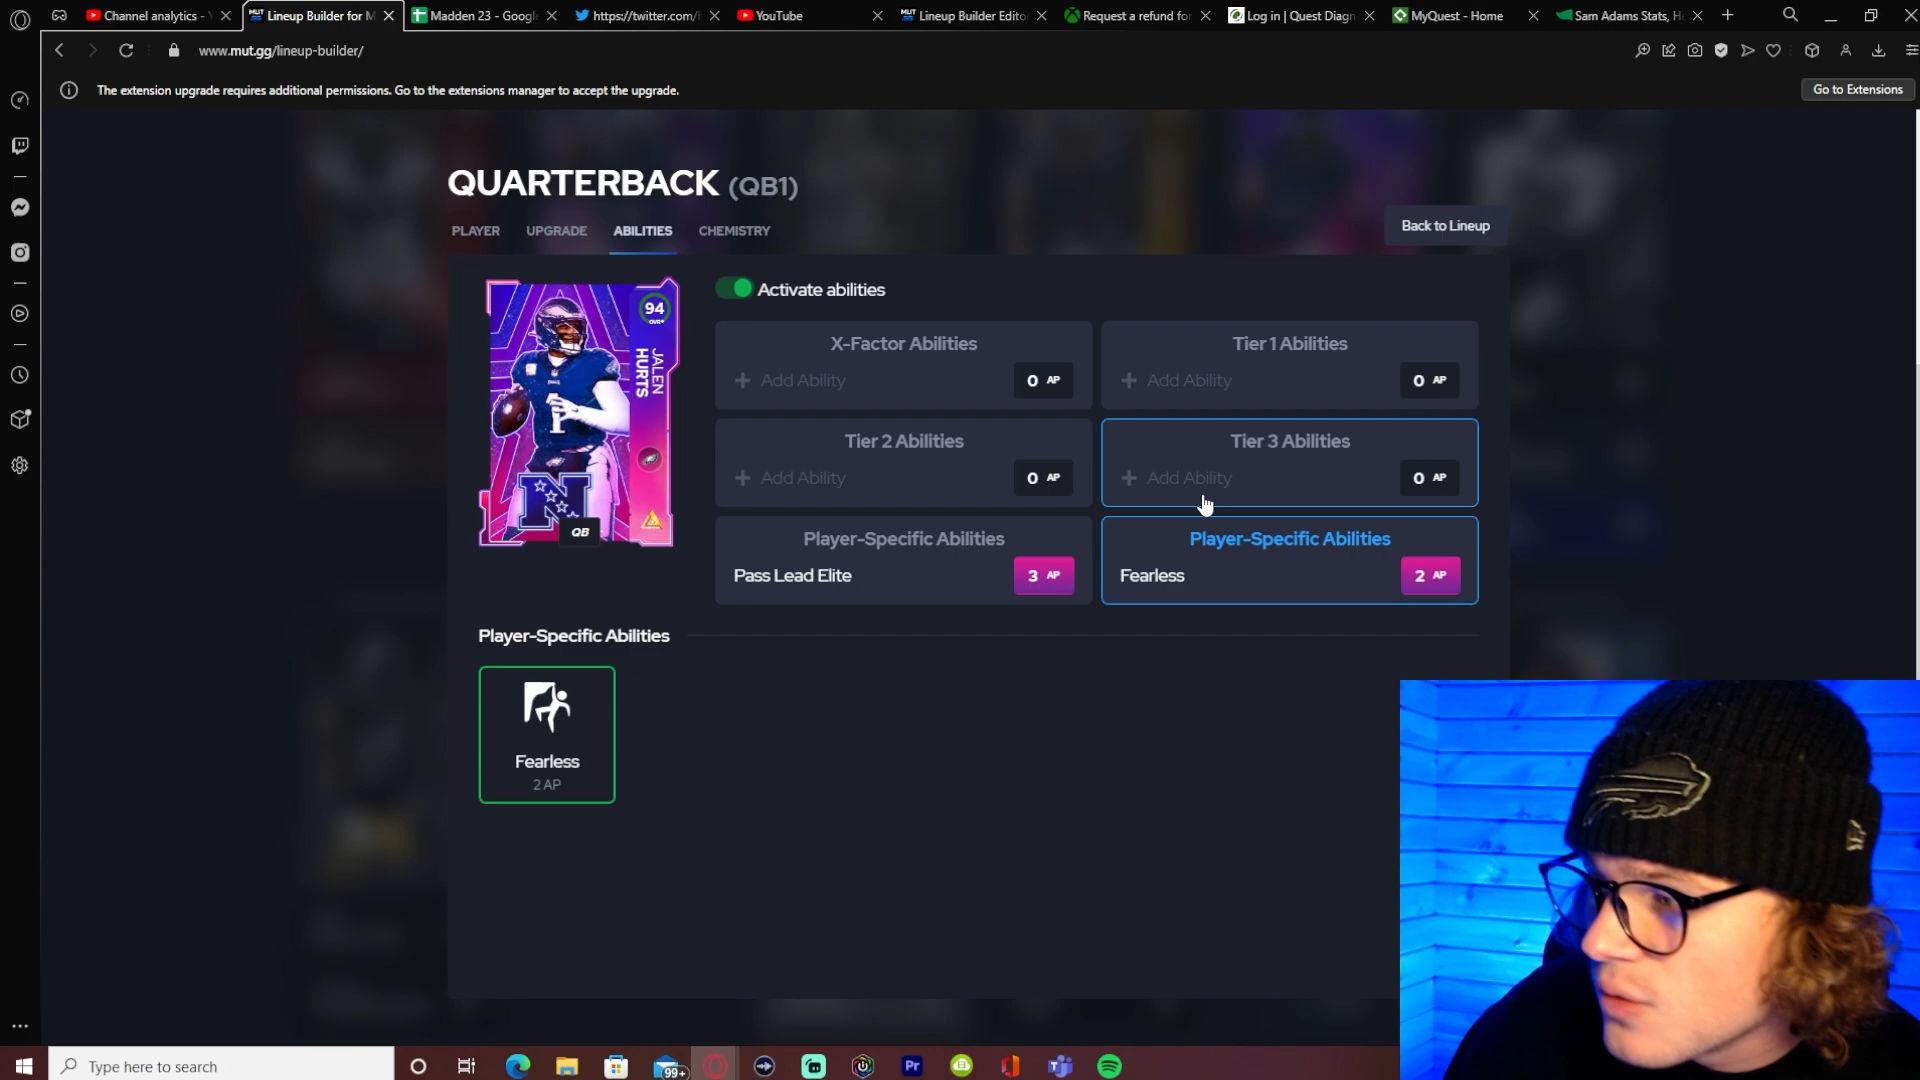 Channel analytics - Y
Lineup Builder for M
Madden 23 - Google
https://twitter.com/
YouTube
MUT Lineup Builder Edito
Request a refund for
Log in | Quest Diagn
MyQuest - Home
Sam Adams Stats, H
www.mut.gg/lineup-builder/
The extension upgrade requires additional permissions. Go to the extensions manager to accept the upgrade.
Go to Extensions
QUARTERBACK (QB1)
PLAYER UPGRADE ABILITIES CHEMISTRY
Back to Lineup
94
OVR
JALEN
HURTS
1
N
QB
Activate abilities
X-Factor Abilities
Add Ability 0 AP
Tier 1 Abilities
Add Ability 0 AP
Tier 2 Abilities
Add Ability 0 AP
Tier 3 Abilities
Add Ability 0 AP
Player-Specific Abilities
Pass Lead Elite 3 AP
Player-Specific Abilities
Fearless 2 AP
Player-Specific Abilities
Fearless
2 AP
Type here to search
99+
Pr